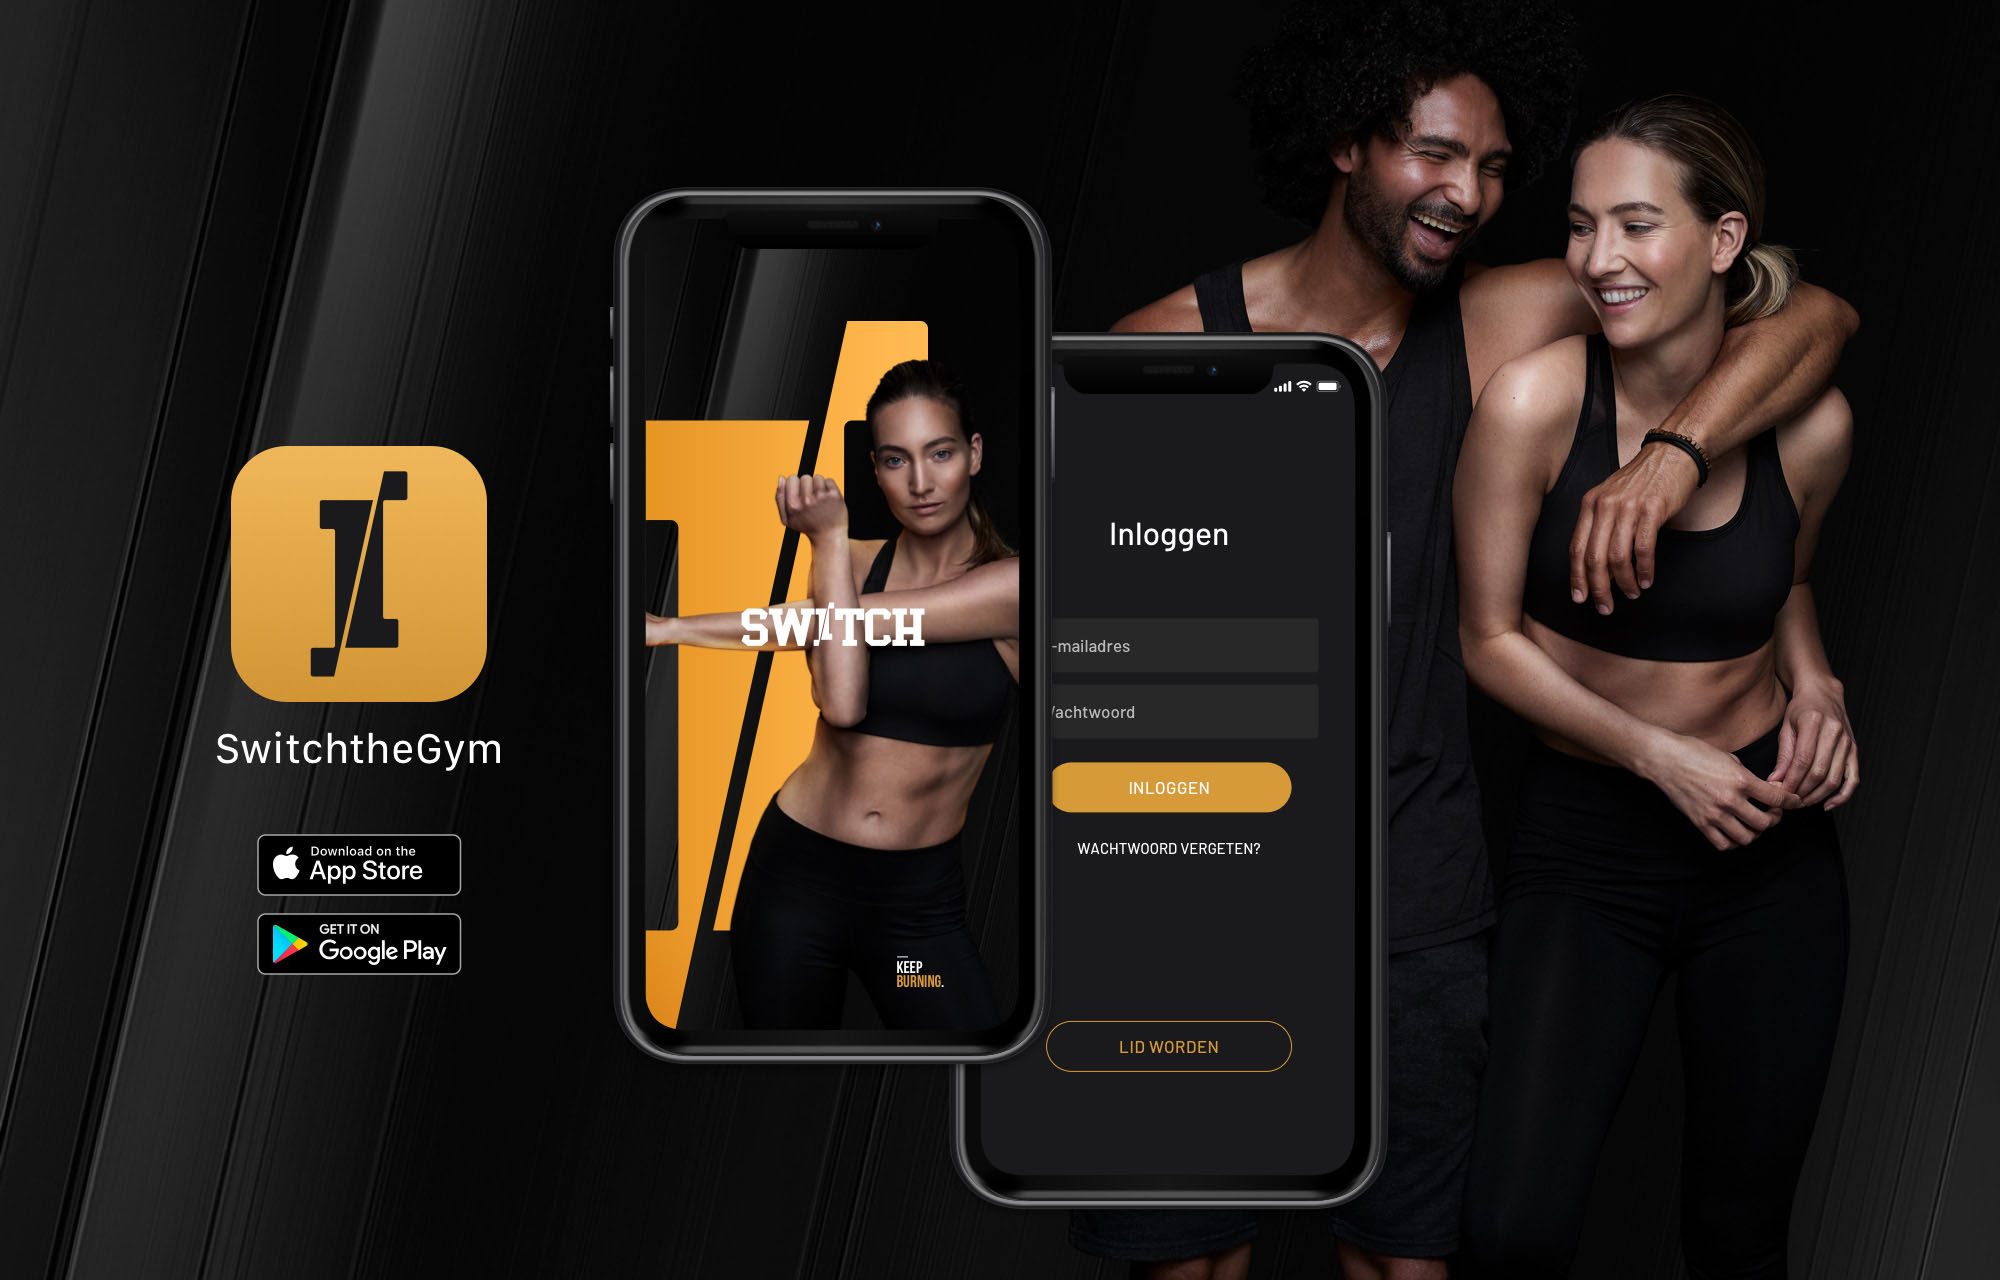 SwitchtheGym
Download on the
App Store
GET IT ON
Google Play
SWITCH
KEEP
BURNING.
Inloggen
-mailadres
achtwoord
INLOGGEN
WACHTWOORD VERGETEN?
LID WORDEN